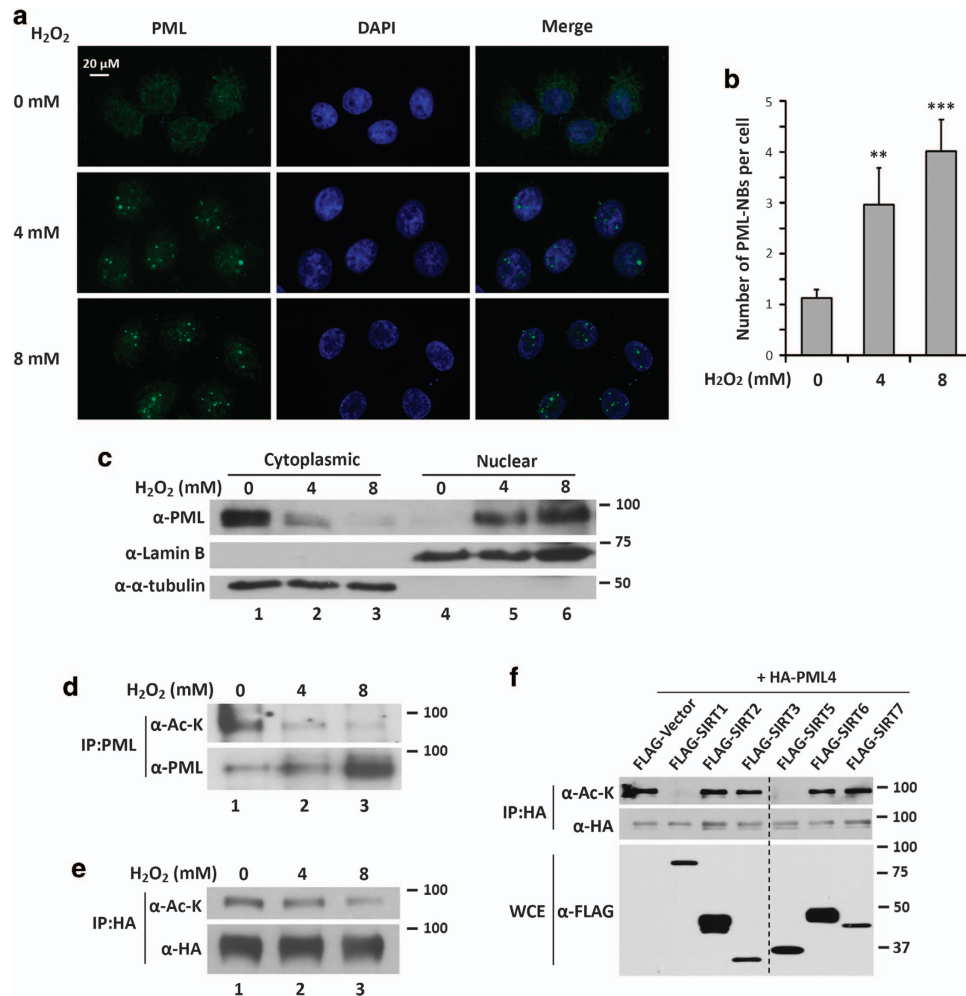 a
H₂O₂ PML DAPI Merge
20 μM
0 mM
4 mM
8 mM
b
Number of PML-NBs per cell
5
4
3
2
1
0
**
***
H₂O₂ (mM) 0 4 8
c
Cytoplasmic Nuclear
H₂O₂ (mM) 0 4 8 0 4 8
α-PML 100
α-Lamin B 75
α-α-tubulin 50
1 2 3 4 5 6
d
H₂O₂ (mM) 0 4 8
IP:PML
α-Ac-K 100
α-PML 100
1 2 3
e
H₂O₂ (mM) 0 4 8
IP:HA
α-Ac-K 100
α-HA 100
1 2 3
f
+ HA-PML4
FLAG-Vector FLAG-SIRT1 FLAG-SIRT2 FLAG-SIRT3 FLAG-SIRT5 FLAG-SIRT6 FLAG-SIRT7
IP:HA
α-Ac-K 100
α-HA 100
WCE α-FLAG
100
75
50
37